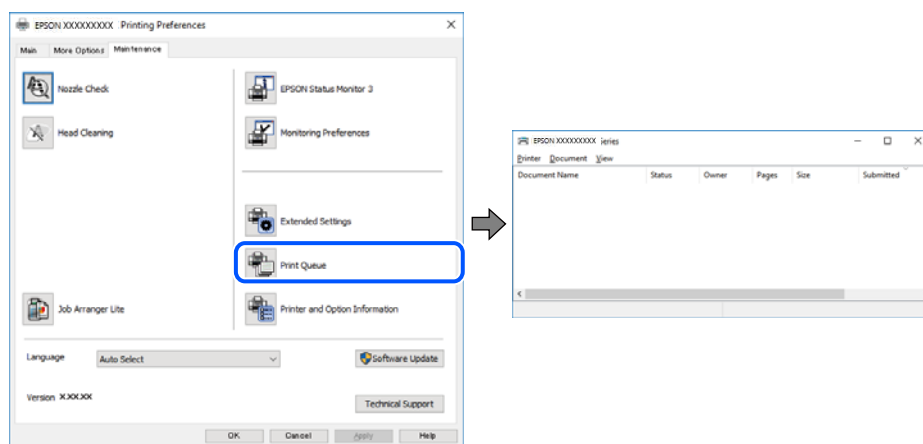 EPSON XXXXXXXXX Printing Preferences
Main More Options Maintenance
Nozzle Check
Head Cleaning
Job Arranger Lite
EPSON Status Monitor 3
Monitoring Preferences
Extended Settings
Print Queue
Printer and Option Information
Language Auto Select Software Update
Version X.XX.XX Technical Support
OK Cancel Apply Help
EPSON XXXXXXXXX ieries
Printer Document View
Document Name Status Owner Pages Size Submitted